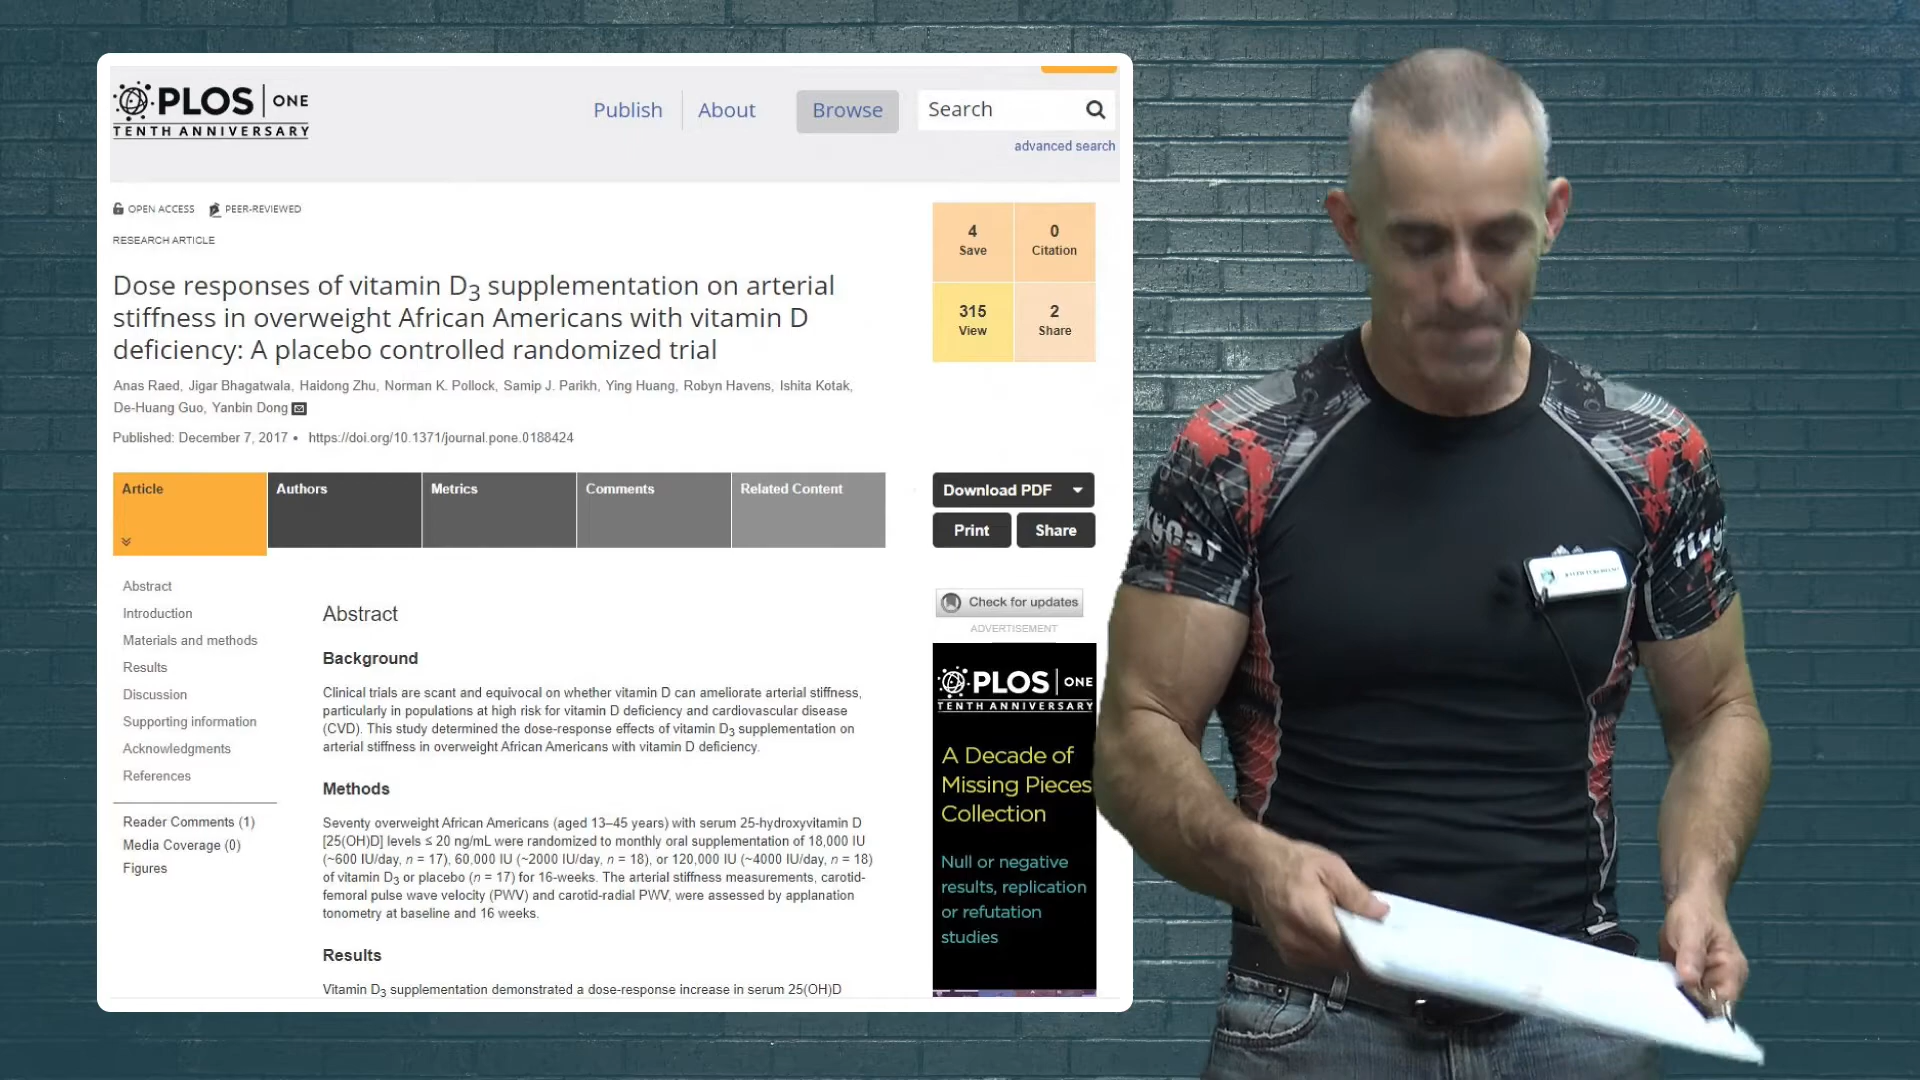 PLOS ONE
TENTH ANNIVERSARY
Publish About Browse Search
advanced search
OPEN ACCESS PEER-REVIEWED
RESEARCH ARTICLE
4 Save
0 Citation
315 View
2 Share
Dose responses of vitamin D3 supplementation on arterial
stiffness in overweight African Americans with vitamin D
deficiency: A placebo controlled randomized trial
Anas Raed, Jigar Bhagatwala, Haidong Zhu, Norman K. Pollock, Samip J. Parikh, Ying Huang, Robyn Havens, Ishita Kotak,
De-Huang Guo, Yanbin Dong
Published: December 7, 2017 • https://doi.org/10.1371/journal.pone.0188424
Article Authors Metrics Comments Related Content
Download PDF
Print Share
Check for updates
ADVERTISEMENT
Abstract
Introduction
Materials and methods
Results
Discussion
Supporting information
Acknowledgments
References
Reader Comments (1)
Media Coverage (0)
Figures
Abstract
Background
Clinical trials are scant and equivocal on whether vitamin D can ameliorate arterial stiffness,
particularly in populations at high risk for vitamin D deficiency and cardiovascular disease
(CVD). This study determined the dose-response effects of vitamin D3 supplementation on
arterial stiffness in overweight African Americans with vitamin D deficiency.
Methods
Seventy overweight African Americans (aged 13–45 years) with serum 25-hydroxyvitamin D
[25(OH)D] levels ≤ 20 ng/mL were randomized to monthly oral supplementation of 18,000 IU
(~600 IU/day, n = 17), 60,000 IU (~2000 IU/day, n = 18), or 120,000 IU (~4000 IU/day, n = 18)
of vitamin D3 or placebo (n = 17) for 16-weeks. The arterial stiffness measurements, carotid-
femoral pulse wave velocity (PWV) and carotid-radial PWV, were assessed by applanation
tonometry at baseline and 16 weeks.
Results
Vitamin D3 supplementation demonstrated a dose-response increase in serum 25(OH)D
PLOS ONE
TENTH ANNIVERSARY
A Decade of
Missing Pieces
Collection
Null or negative
results, replication
or refutation
studies